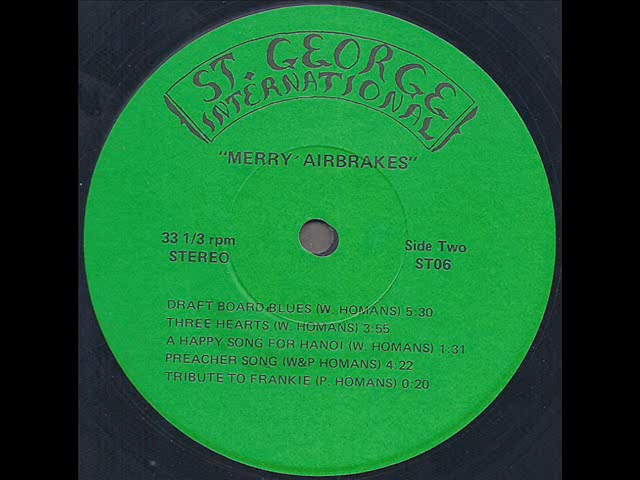 ST. GEORGE
INTERNATIONAL
"MERRY AIRBRAKES"
33 1/3 rpm
STEREO
Side Two
ST06
DRAFT BOARD BLUES (W. HOMANS) 5:30
THREE HEARTS (W. HOMANS) 3:55
A HAPPY SONG FOR HANOI (W. HOMANS) 1:31
PREACHER SONG (W&P HOMANS) 4:22
TRIBUTE TO FRANKIE (P. HOMANS) 0:20